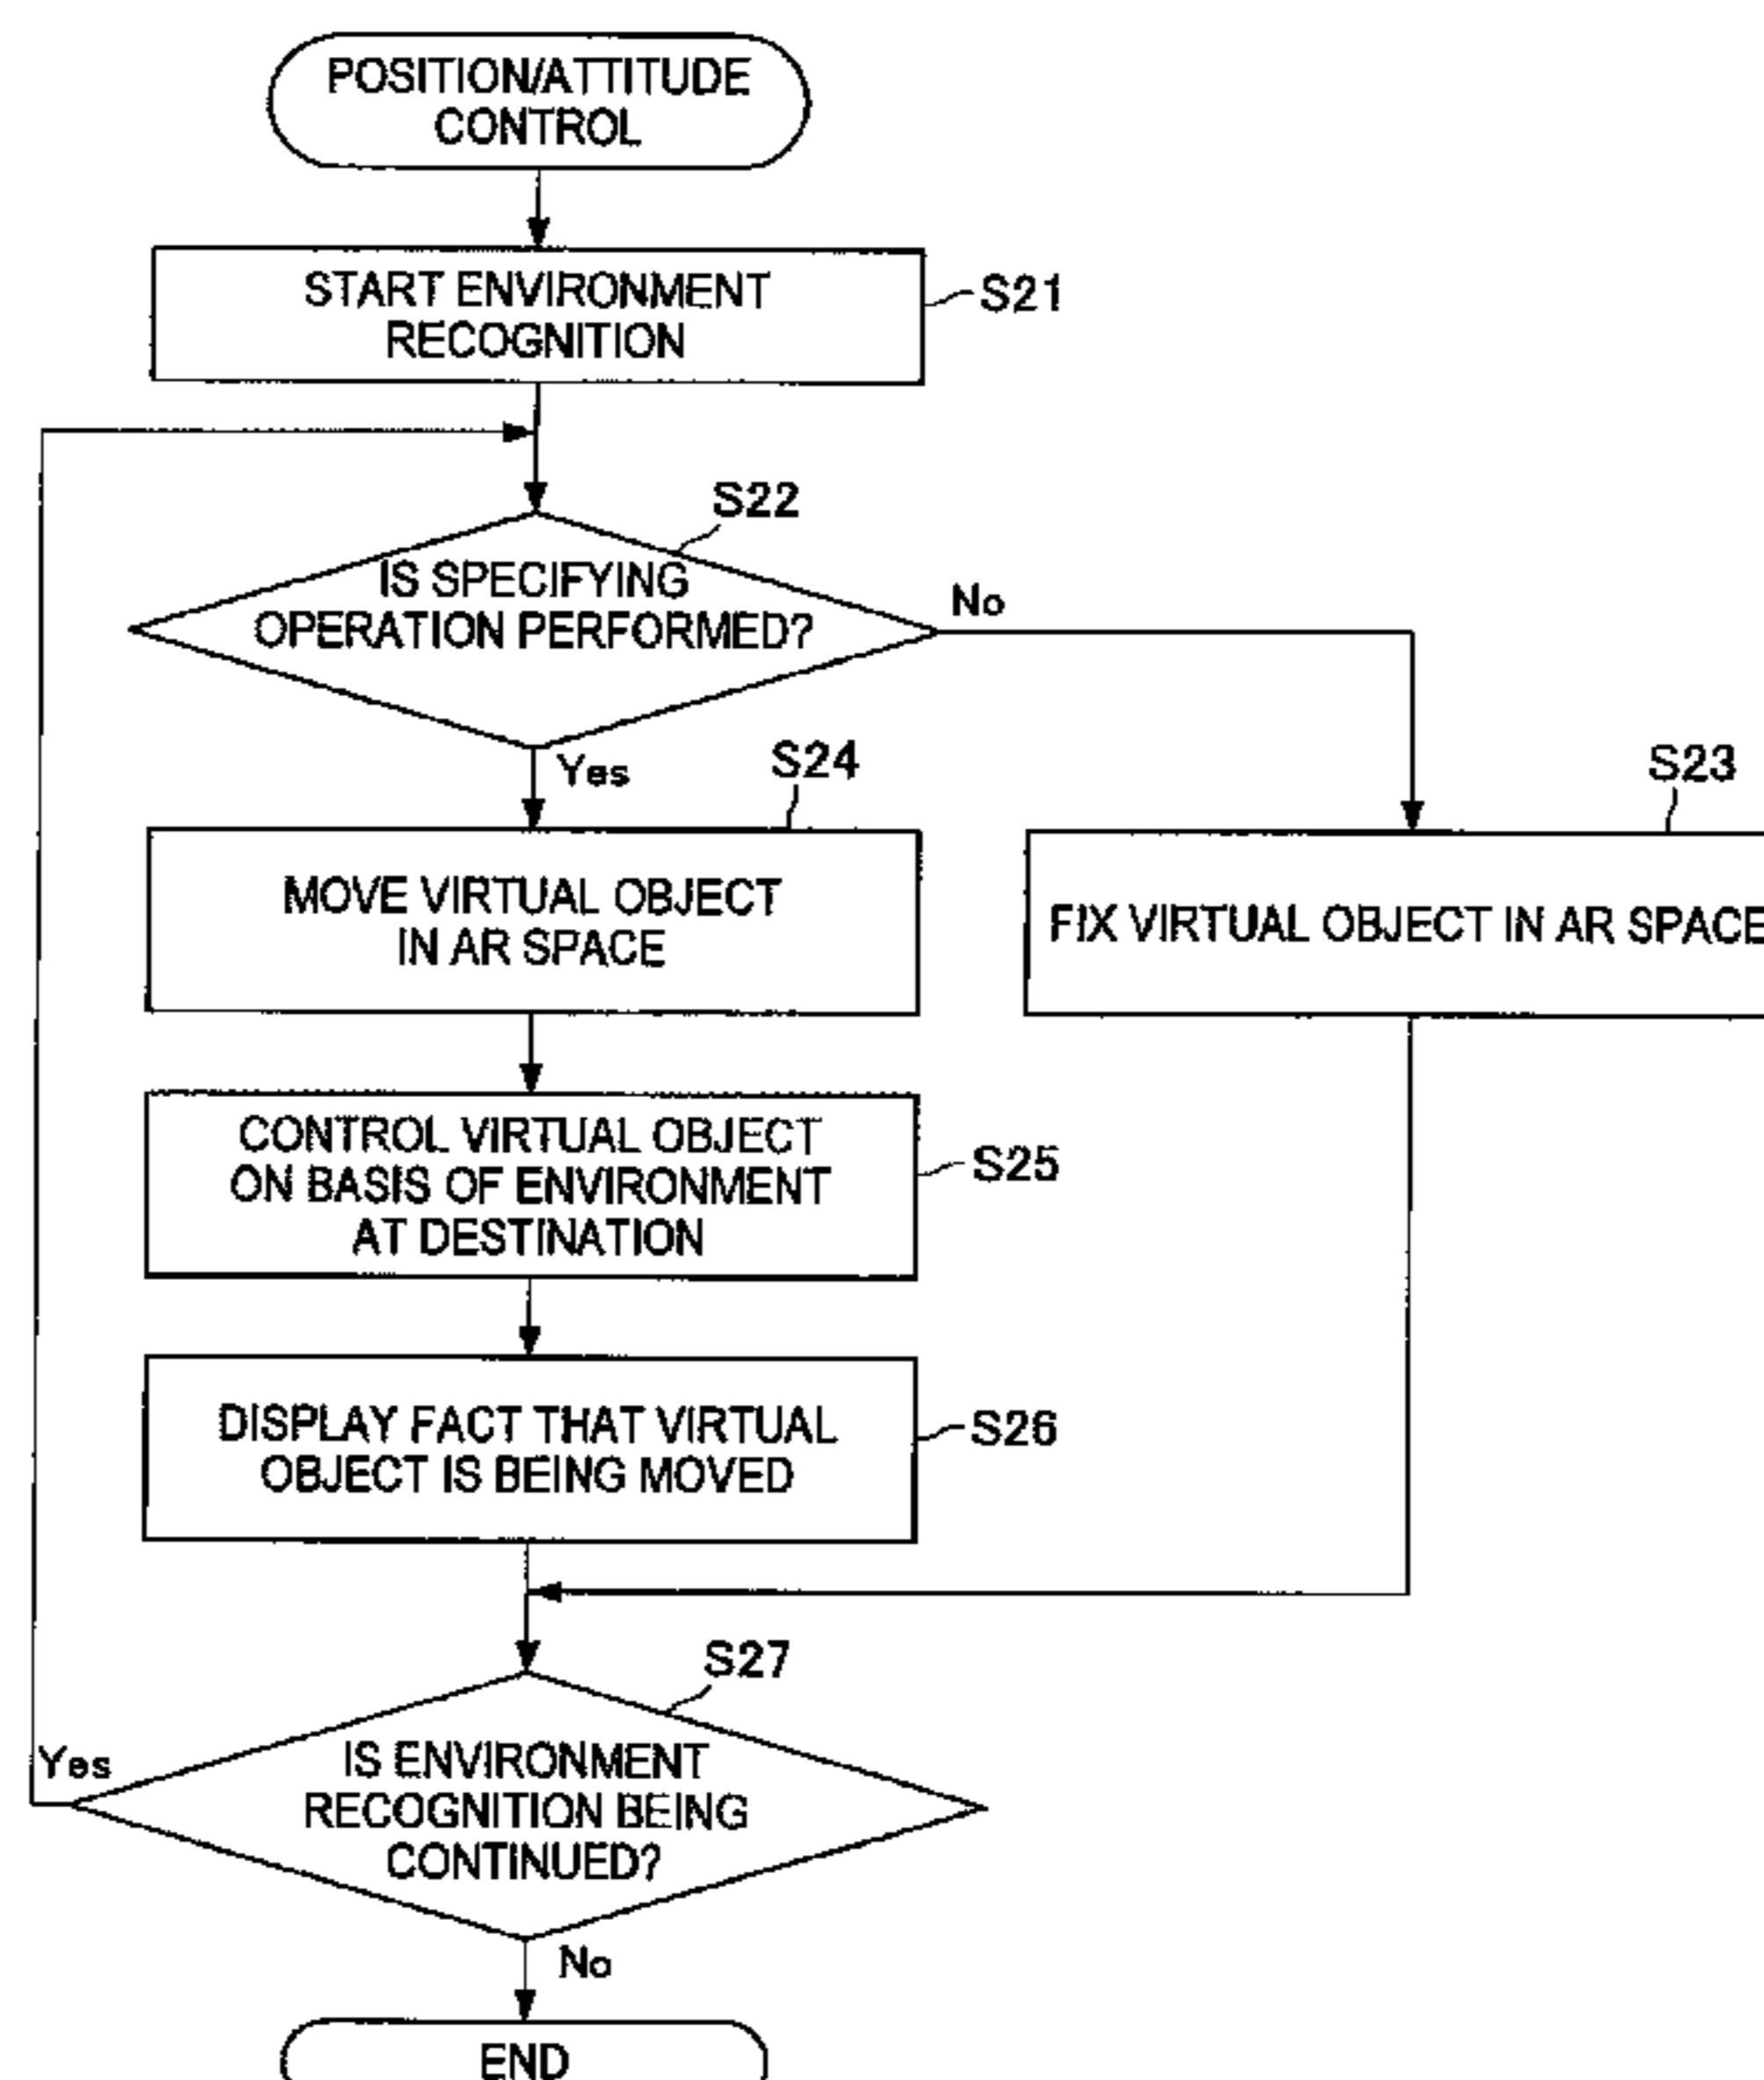 POSITION/ATTITUDE
CONTROL
START ENVIRONMENT
RECOGNITION
S21
S22
IS SPECIFYING
OPERATION PERFORMED?
No
Yes
S24
S23
MOVE VIRTUAL OBJECT
IN AR SPACE
FIX VIRTUAL OBJECT IN AR SPACE
CONTROL VIRTUAL OBJECT
ON BASIS OF ENVIRONMENT
AT DESTINATION
S25
DISPLAY FACT THAT VIRTUAL
OBJECT IS BEING MOVED
S26
S27
Yes
IS ENVIRONMENT
RECOGNITION BEING
CONTINUED?
No
END